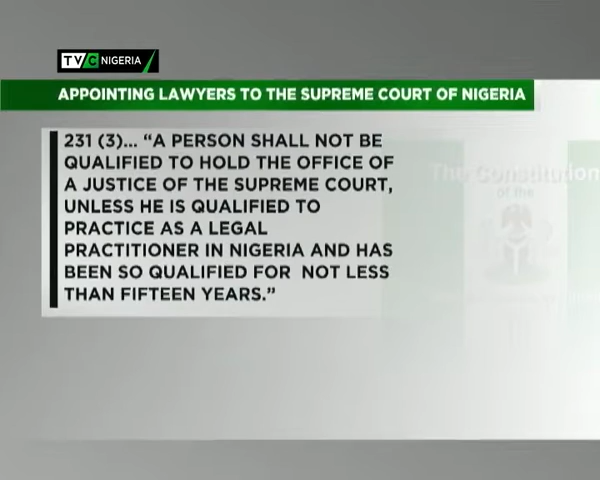 TVC NIGERIA
APPOINTING LAWYERS TO THE SUPREME COURT OF NIGERIA
231 (3)... “A PERSON SHALL NOT BE
QUALIFIED TO HOLD THE OFFICE OF
A JUSTICE OF THE SUPREME COURT,
UNLESS HE IS QUALIFIED TO
PRACTICE AS A LEGAL
PRACTITIONER IN NIGERIA AND HAS
BEEN SO QUALIFIED FOR  NOT LESS
THAN FIFTEEN YEARS.”
The Constitution
of the